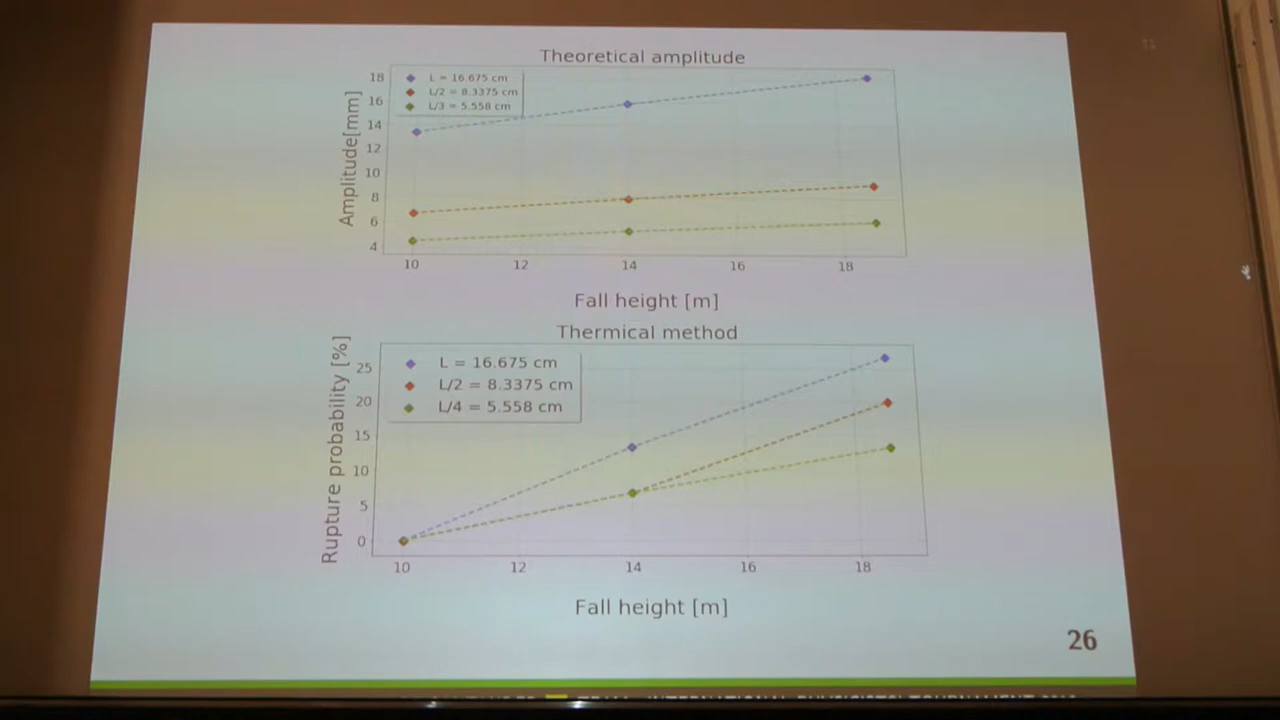 Theoretical amplitude
18
16
14
12
10
8
6
4
Amplitude[mm]
L = 16.675 cm
L/2 = 8.3375 cm
L/3 = 5.558 cm
10 12 14 16 18
Fall height [m]
Thermical method
25
20
15
10
5
0
Rupture probability [%]
L = 16.675 cm
L/2 = 8.3375 cm
L/4 = 5.558 cm
10 12 14 16 18
Fall height [m]
26
INTERNATIONAL PHYSICISTS' TOURNAMENT